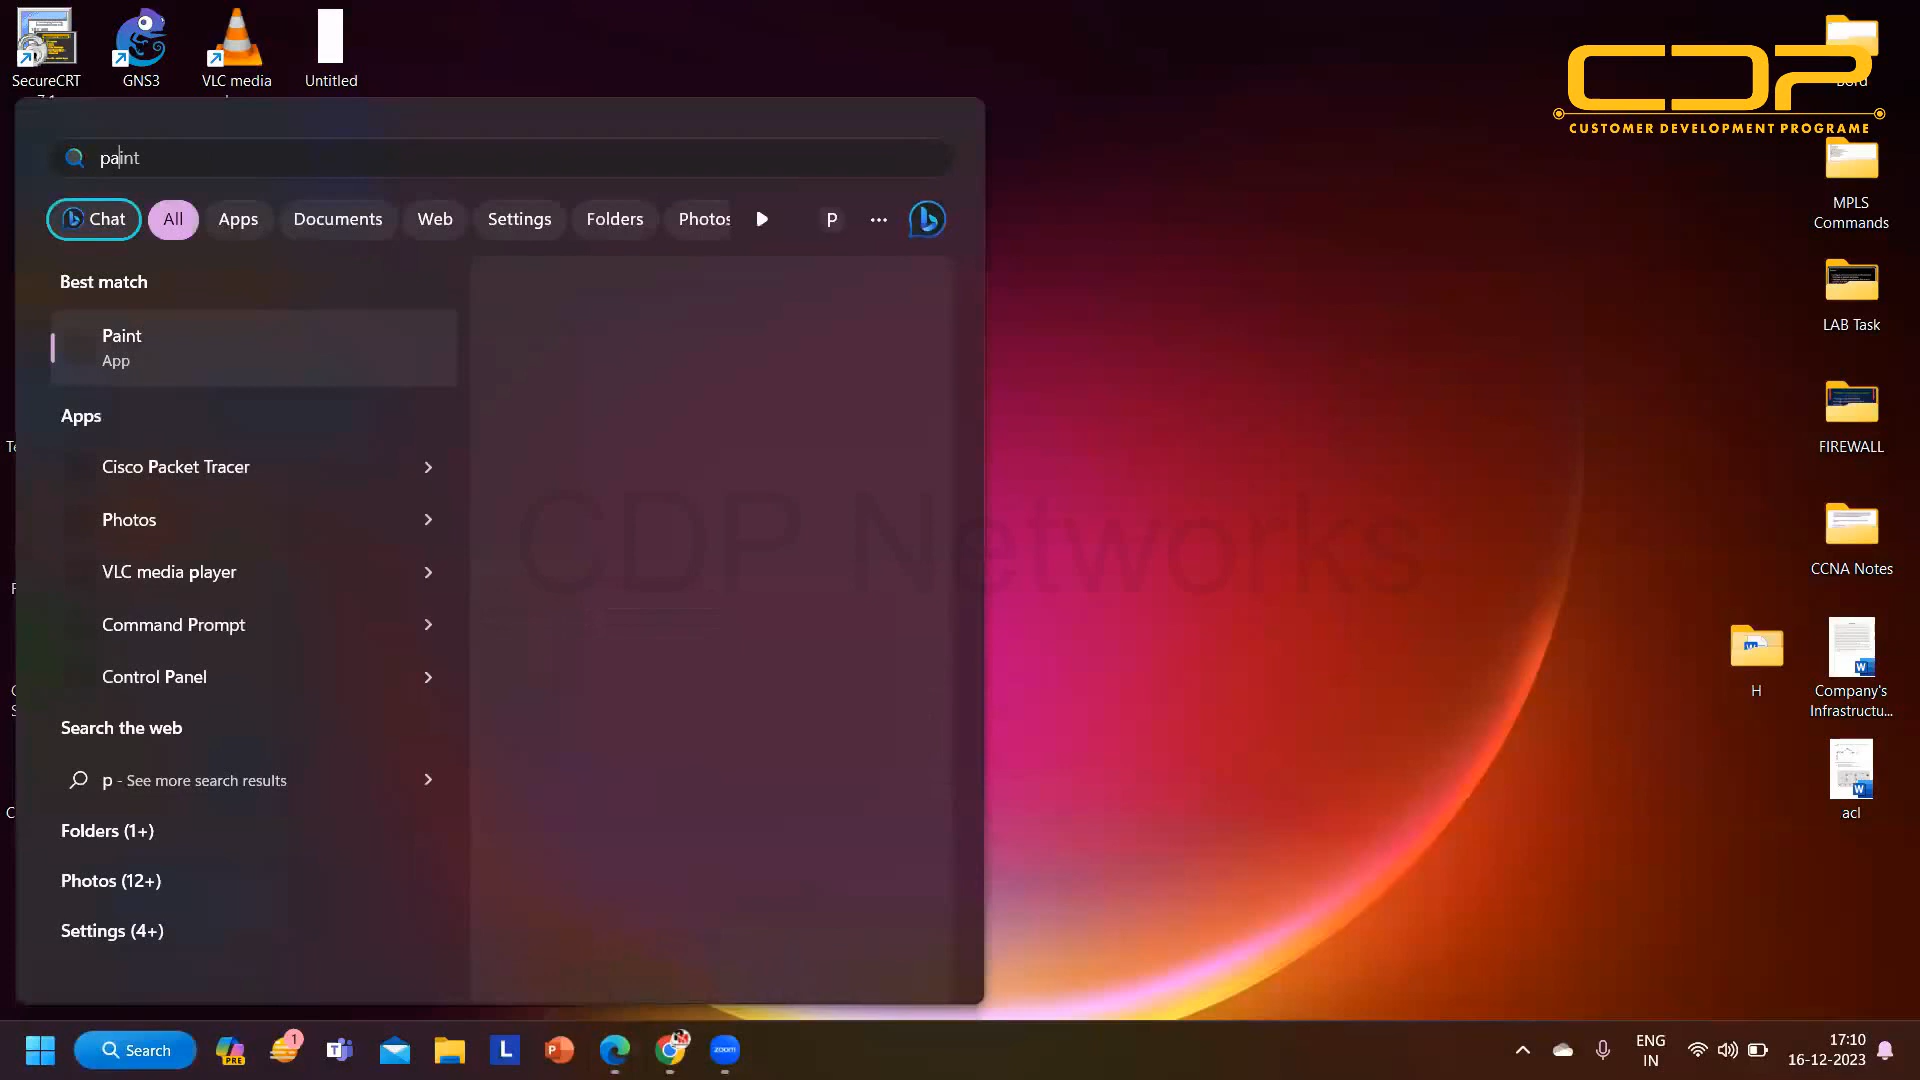 SecureCRT
GNS3
VLC media
Untitled
CDP
CUSTOMER DEVELOPMENT PROGRAME
paint
Chat
All
Apps
Documents
Web
Settings
Folders
Photos
P
Best match
Paint
App
Apps
Cisco Packet Tracer
Photos
VLC media player
Command Prompt
Control Panel
Search the web
p - See more search results
Folders (1+)
Photos (12+)
Settings (4+)
CDP Networks
MPLS
Commands
LAB Task
FIREWALL
CCNA Notes
H
Company's
Infrastructu...
acl
Search
PRE
1
L
P
zoom
ENG
IN
17:10
16-12-2023